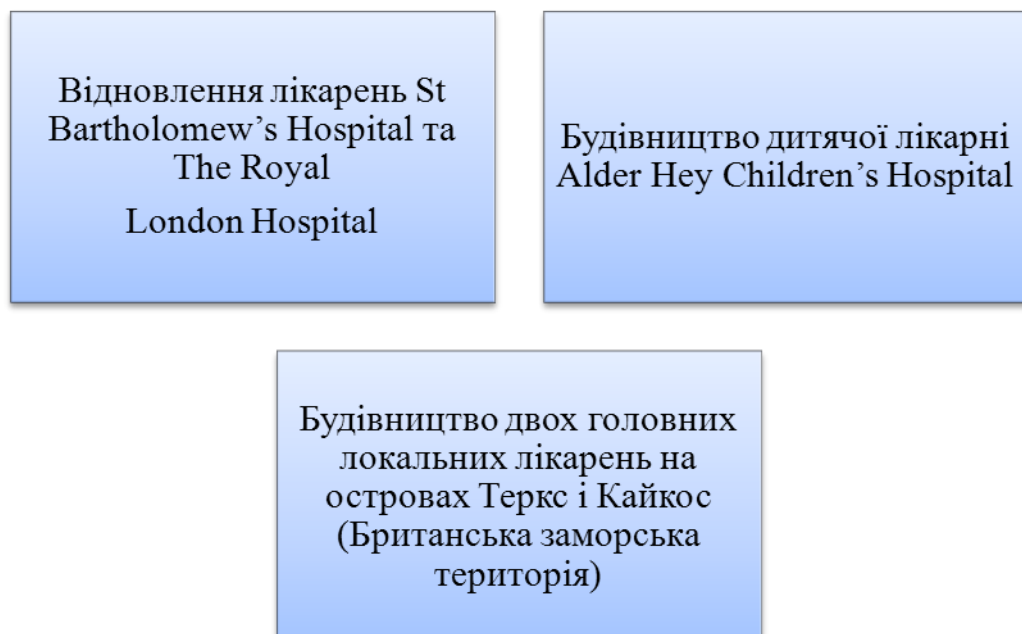 Відновлення лікарень St
Bartholomew’s Hospital та
The Royal
London Hospital
Будівництво дитячої лікарні
Alder Hey Children’s Hospital
Будівництво двох головних
локальних лікарень на
островах Теркс і Кайкос
(Британська заморська
територія)